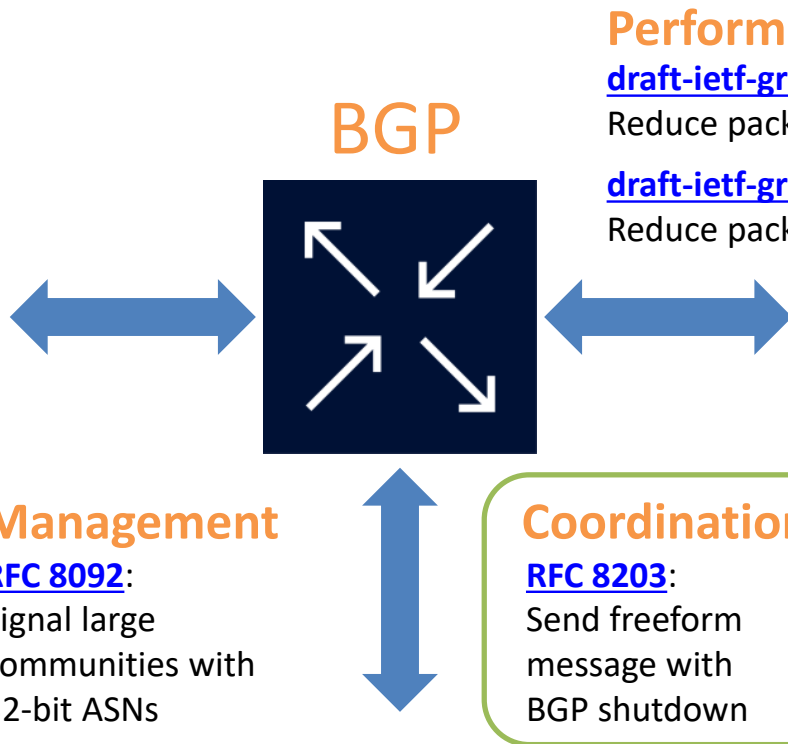 Perform
draft-ietf-gr
Reduce pack
draft-ietf-gr
Reduce pack
BGP
Management
RFC 8092:
ignal large
ommunities with
2-bit ASNs
Coordination
RFC 8203:
Send freeform
message with
BGP shutdown